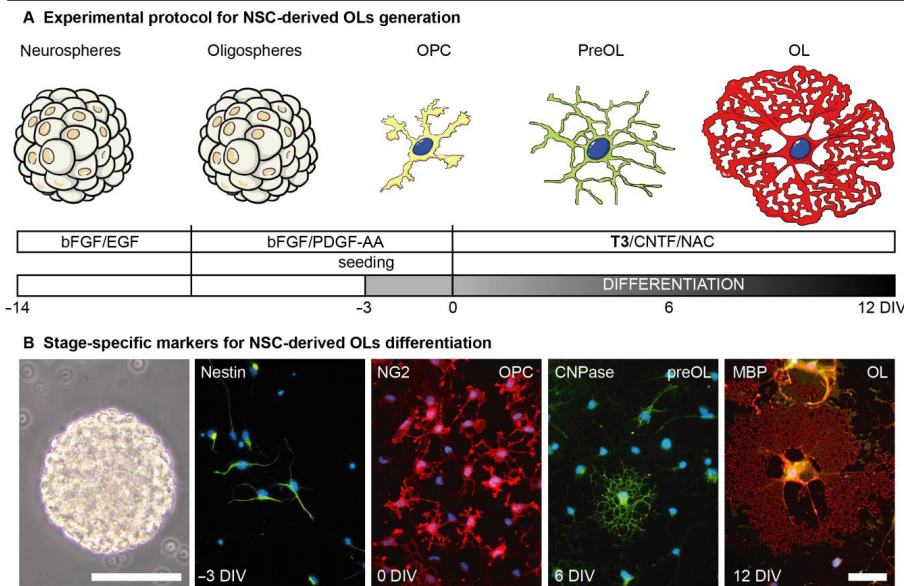 A Experimental protocol for NSC-derived OLs generation
Neurospheres Oligospheres OPC PreOL OL
bFGF/EGF bFGF/PDGF-AA T3/CNTF/NAC
seeding
DIFFERENTIATION
–14 –3 0 6 12 DIV
B Stage-specific markers for NSC-derived OLs differentiation
Nestin NG2 OPC CNPase preOL MBP OL
–3 DIV 0 DIV 6 DIV 12 DIV